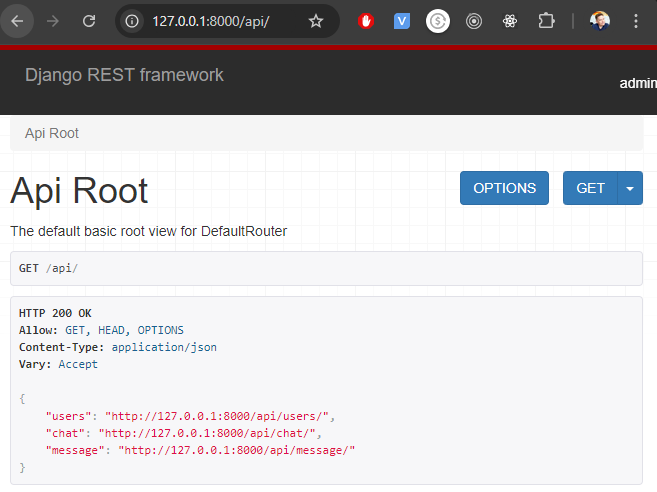 127.0.0.1:8000/api/
V
S
Django REST framework
admin
Api Root
Api Root
OPTIONS
GET
The default basic root view for DefaultRouter
GET /api/
HTTP 200 OK
Allow: GET, HEAD, OPTIONS
Content-Type: application/json
Vary: Accept
{
"users": "http://127.0.0.1:8000/api/users/",
"chat": "http://127.0.0.1:8000/api/chat/",
"message": "http://127.0.0.1:8000/api/message/"
}